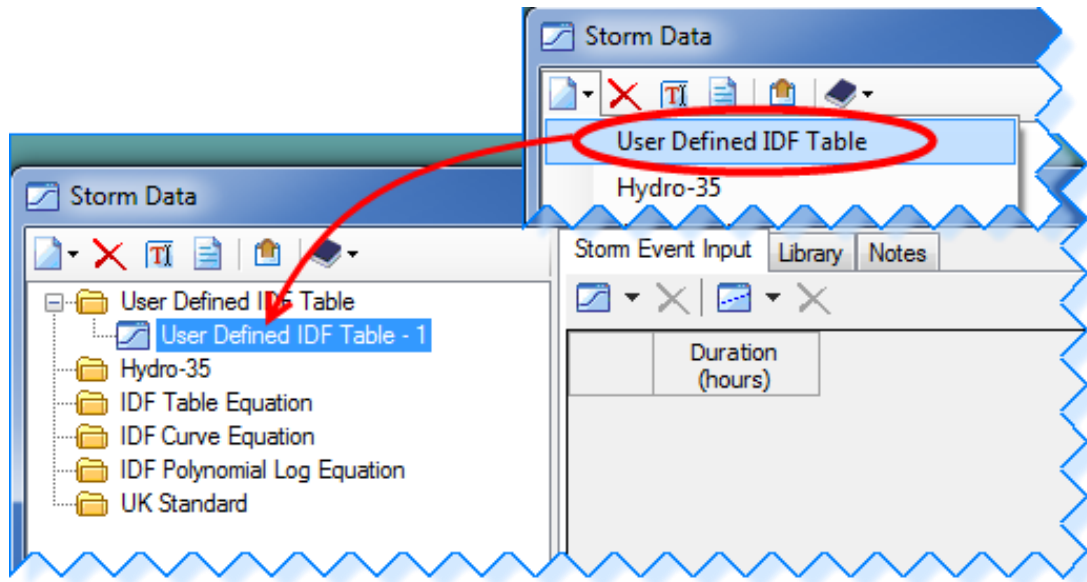 Storm Data
User Defined IDF Table
Hydro-35
Storm Data
User Defined IDF Table
User Defined IDF Table - 1
Hydro-35
IDF Table Equation
IDF Curve Equation
IDF Polynomial Log Equation
UK Standard
Storm Event Input Library Notes
Duration
(hours)